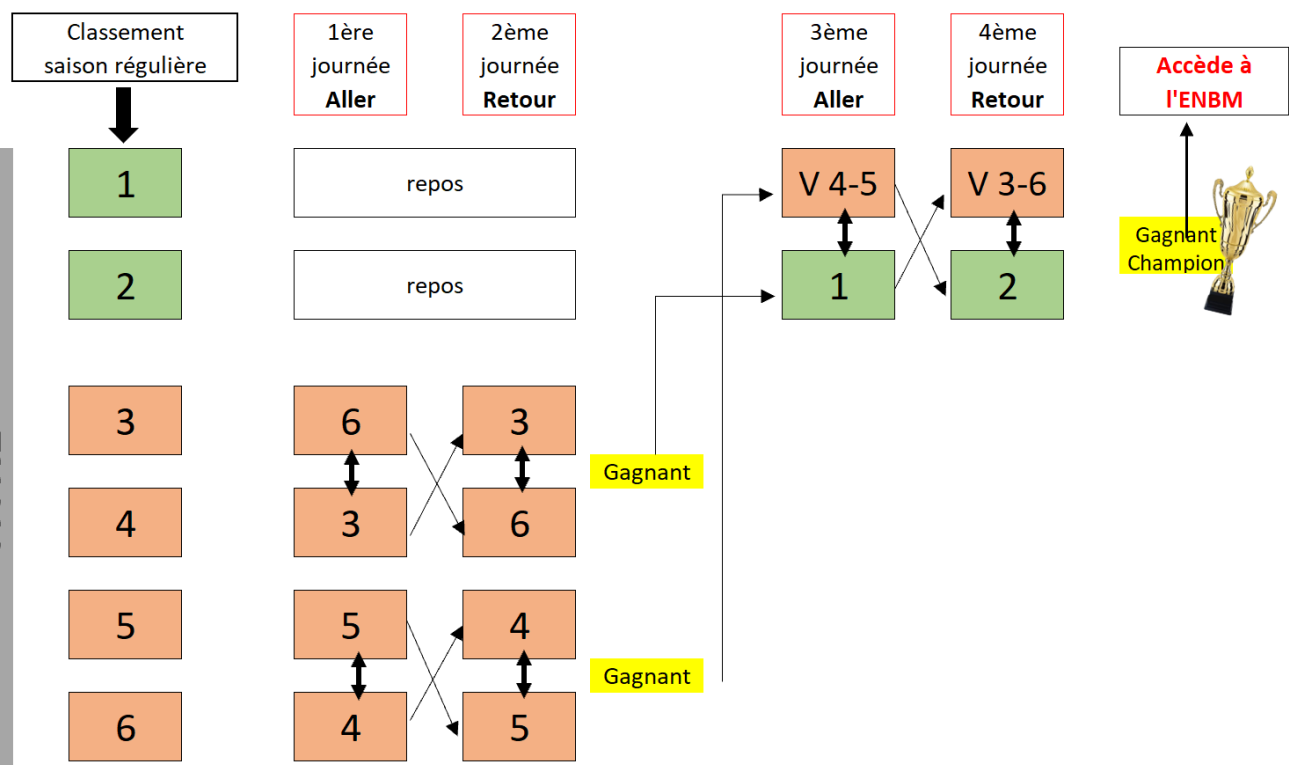 Classement
saison régulière
1ère
journée
Aller
2ème
journée
Retour
3ème
journée
Aller
4ème
journée
Retour
Accède à
l'ENBM
1
repos
V 4-5
V 3-6
Gagnant
Champion
2
repos
1
2
3
6
3
Gagnant
4
3
6
5
5
4
Gagnant
6
4
5